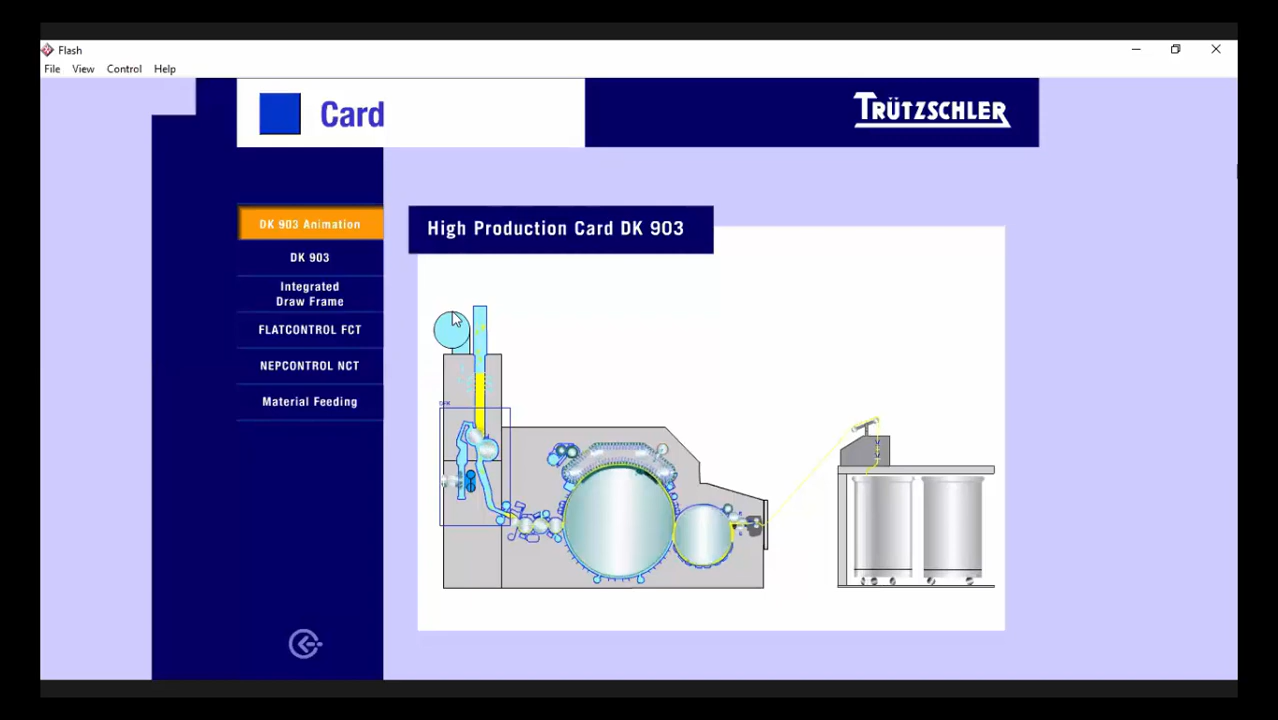 Flash
File View Control Help
Card
TRÜTZSCHLER
DK 903 Animation
DK 903
Integrated
Draw Frame
FLATCONTROL FCT
NEPCONTROL NCT
Material Feeding
High Production Card DK 903